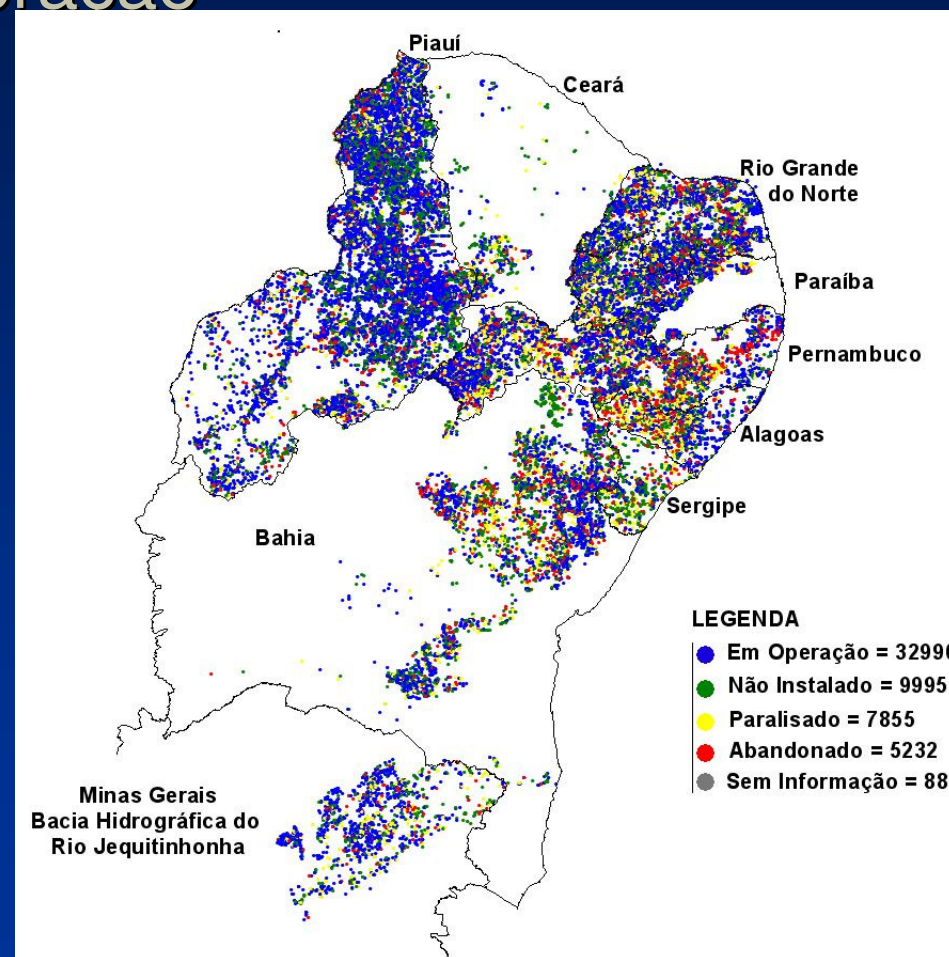 Piauí
Ceará
Rio Grande
do Norte
Paraíba
Pernambuco
Alagoas
Sergipe
Bahia
LEGENDA
Em Operação =
Não Instalado = 9995
Paralisado = 7855
Abandonado = 5232
Sem Informação = 88
Minas Gerais
Bacia Hidrográfica do
Rio Jequitinhonha